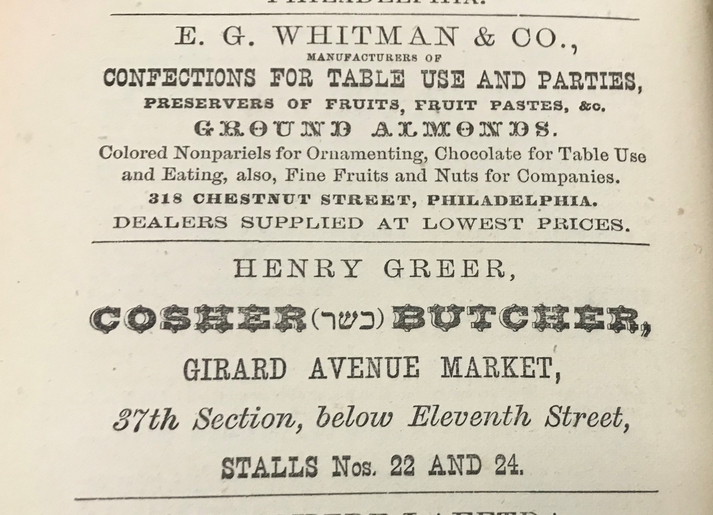 PHILADELPHIA.
E. G. WHITMAN & CO.,
MANUFACTURERS OF
CONFECTIONS FOR TABLE USE AND PARTIES,
PRESERVERS OF FRUITS, FRUIT PASTES, &c.
GROUND ALMONDS.
Colored Nonpariels for Ornamenting, Chocolate for Table Use
and Eating, also, Fine Fruits and Nuts for Companies.
318 CHESTNUT STREET, PHILADELPHIA.
DEALERS SUPPLIED AT LOWEST PRICES.
HENRY GREER,
COSHER (כשר) BUTCHER,
GIRARD AVENUE MARKET,
37th Section, below Eleventh Street,
STALLS Nos. 22 AND 24.